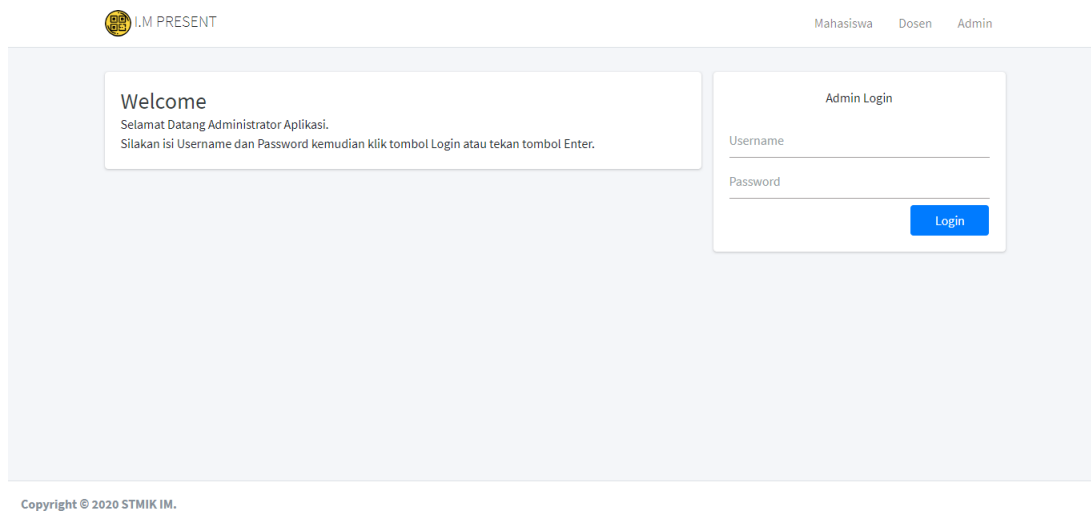 I.M PRESENT
Mahasiswa Dosen Admin
Welcome
Selamat Datang Administrator Aplikasi.
Silakan isi Username dan Password kemudian klik tombol Login atau tekan tombol Enter.
Admin Login
Username
Password
Login
Copyright © 2020 STMIK IM.